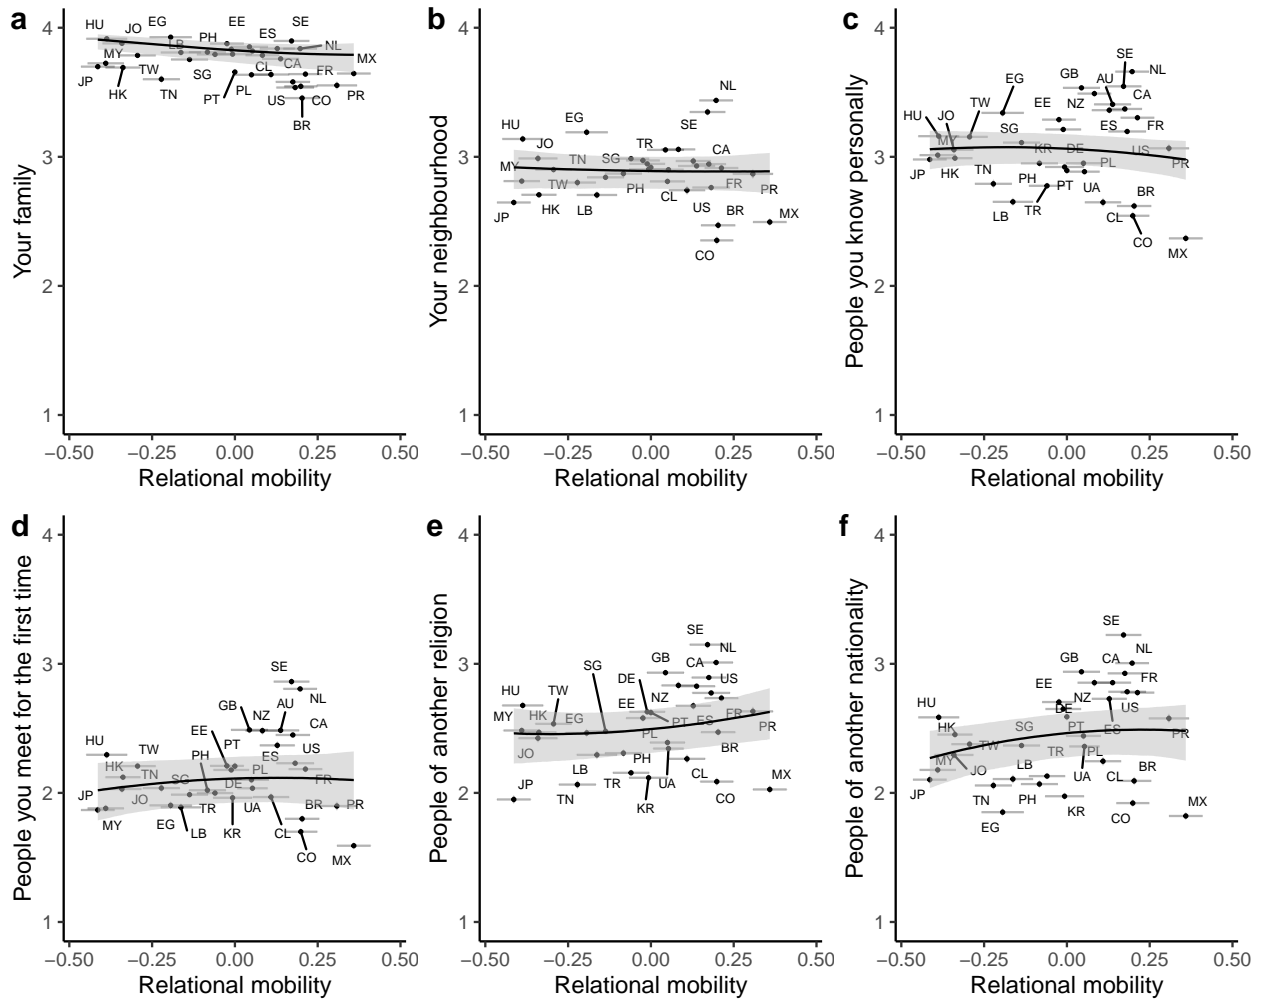 a
Your family
4
3
2
1
HU
JO
EG
PH
EE
ES
SE
NL
MX
LB
MY
JP
HK
TW
TN
SG
PT
PL
CL
CA
FR
US
CO
PR
BR
−0.50
−0.25
0.00
0.25
0.50
Relational mobility
b
Your neighbourhood
4
3
2
1
HU
EG
JO
TR
SE
NL
CA
MY
TN
SG
TW
JP
HK
LB
PH
CL
FR
PR
US
BR
MX
CO
−0.50
−0.25
0.00
0.25
0.50
Relational mobility
c
People you know personally
4
3
2
1
HU
JO
TW
EG
SG
EE
GB
NZ
AU
SE
NL
CA
FR
ES
MY
KR
DE
US
PL
PR
JP
HK
TN
PH
PT
UA
LB
TR
CL
BR
CO
MX
−0.50
−0.25
0.00
0.25
0.50
Relational mobility
d
People you meet for the first time
4
3
2
1
SE
NL
GB
NZ
AU
CA
EE
PT
HU
TW
PH
ES
US
HK
TN
SG
PL
DE
FR
JP
JO
MY
EG
LB
TR
KR
UA
CL
BR
PR
CO
MX
−0.50
−0.25
0.00
0.25
0.50
Relational mobility
e
People of another religion
4
3
2
1
SE
NL
GB
CA
US
SG
DE
NZ
EE
HU
TW
MY
HK
EG
PT
ES
FR
PR
JO
JP
LB
TN
TR
PH
KR
UA
CL
BR
CO
MX
−0.50
−0.25
0.00
0.25
0.50
Relational mobility
f
People of another nationality
4
3
2
1
SE
NL
GB
CA
FR
EE
NZ
DE
US
HU
HK
SG
PT
ES
PR
TW
TR
PL
MY
JO
JP
LB
UA
CL
BR
TN
PH
EG
KR
CO
MX
−0.50
−0.25
0.00
0.25
0.50
Relational mobility